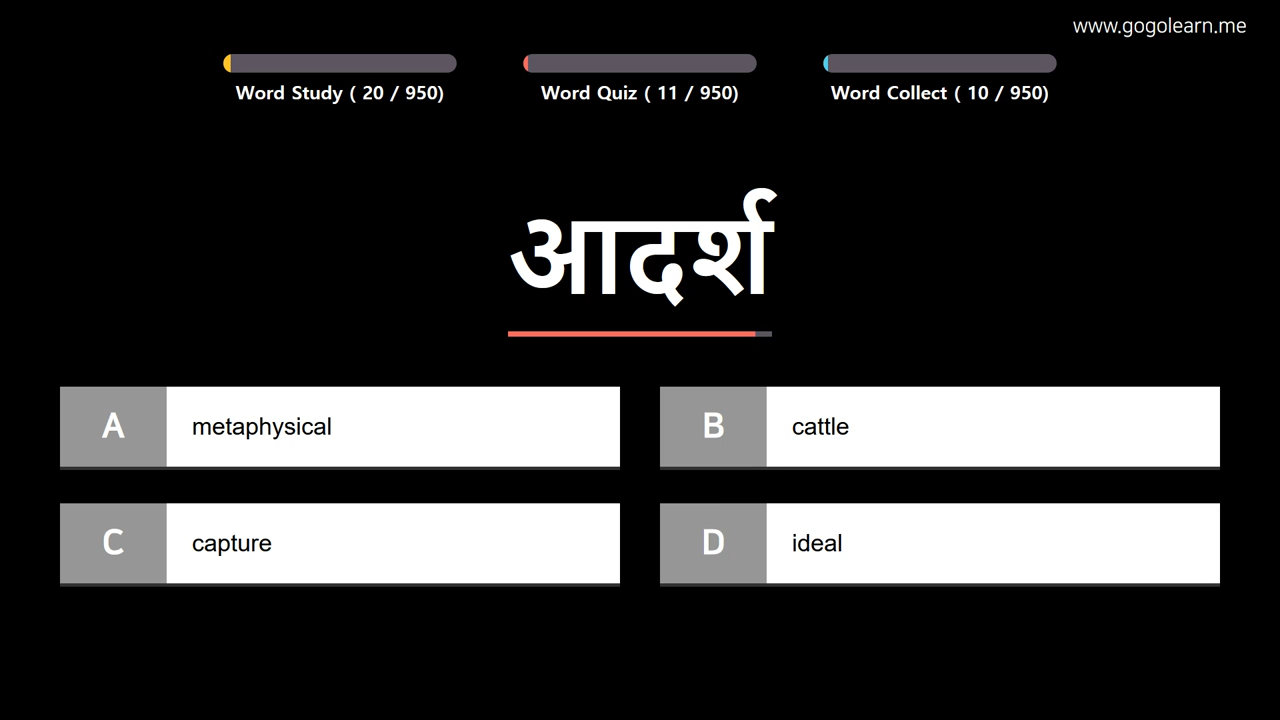 www.gogolearn.me
Word Study ( 20 / 950)
Word Quiz ( 11 / 950)
Word Collect ( 10 / 950)
आदर्श
A
metaphysical
B
cattle
C
capture
D
ideal